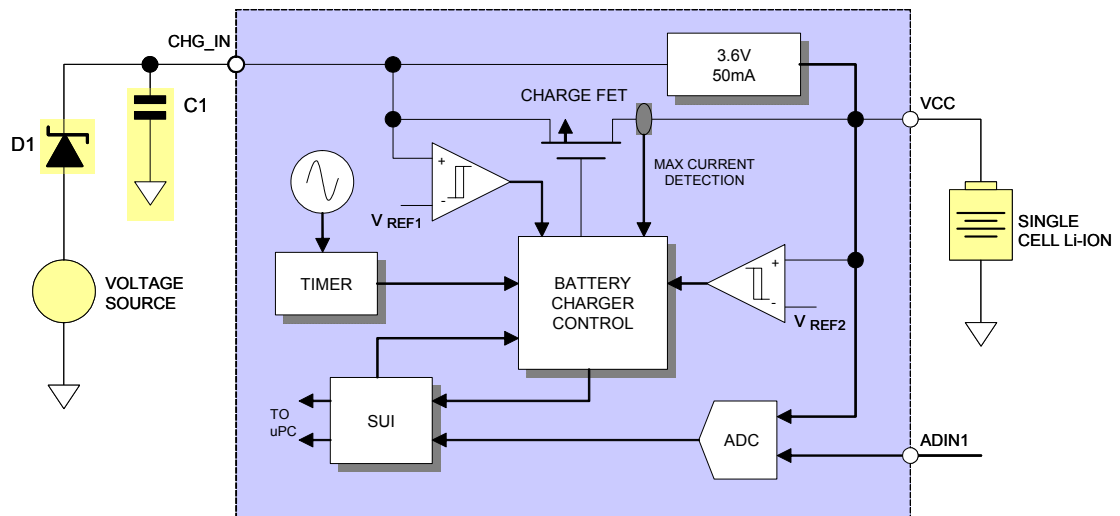 CHG_IN
3.6V
50mA
C1
CHARGE FET
VCC
D1
MAX CURRENT
DETECTION
+
-
V REF1
SINGLE
CELL Li-ION
TIMER
BATTERY
CHARGER
CONTROL
+
-
V REF2
VOLTAGE
SOURCE
TO
uPC
SUI
ADC
ADIN1